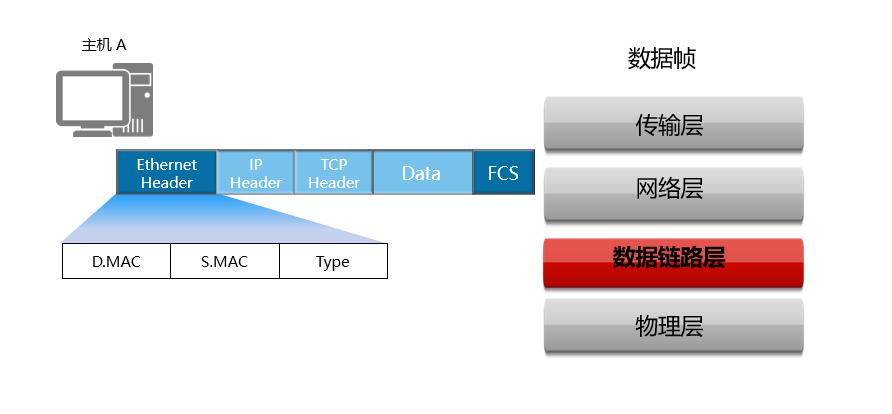 主机 A
数据帧
传输层
Ethernet
Header
IP
Header
TCP
Header
Data
FCS
网络层
D.MAC
S.MAC
Type
数据链路层
物理层